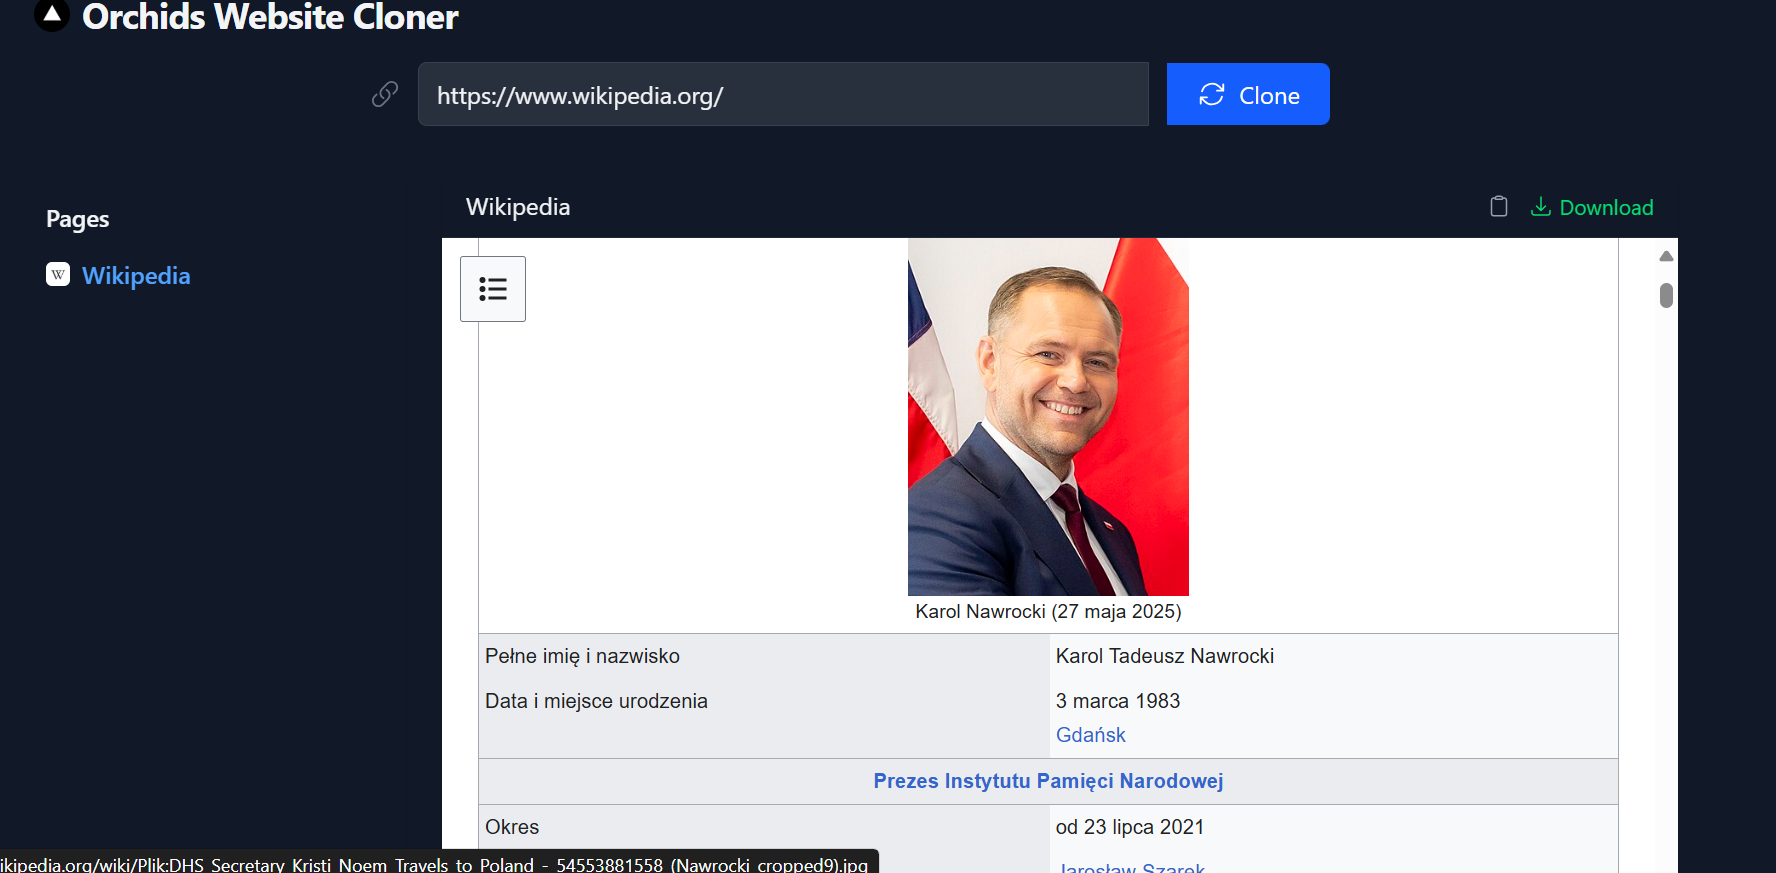 Orchids Website Cloner
https://www.wikipedia.org/
Clone
Pages
W Wikipedia
Wikipedia
Download
Karol Nawrocki (27 maja 2025)
Pełne imię i nazwisko Karol Tadeusz Nawrocki
Data i miejsce urodzenia 3 marca 1983
Gdańsk
Prezes Instytutu Pamięci Narodowej
Okres od 23 lipca 2021
Jarosław Szarek
ikipedia.org/wiki/Plik:DHS_Secretary_Kristi_Noem_Travels_to_Poland_-_54553881558_(Nawrocki_cropped9).jpg